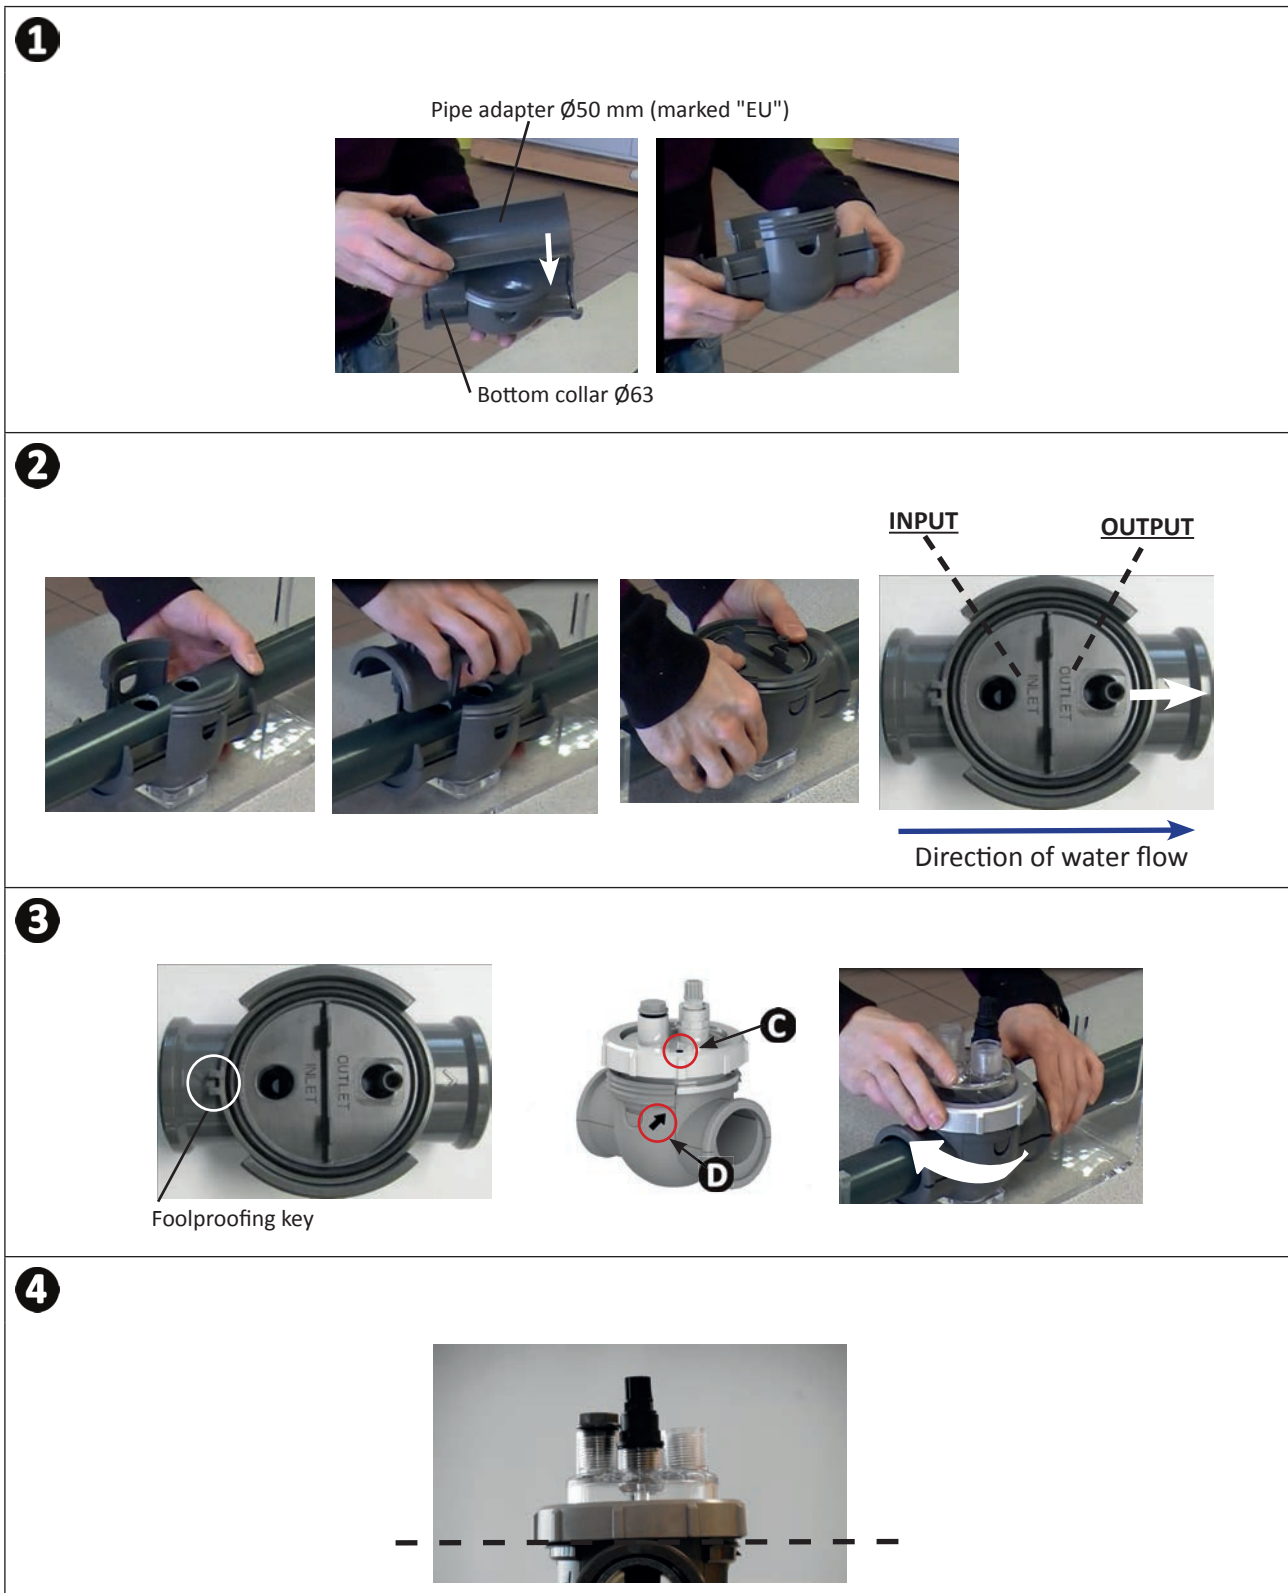 1
Pipe adapter Ø50 mm (marked "EU")
Bottom collar Ø63
2
INPUT
OUTPUT
INLET
OUTLET
Direction of water flow
3
INLET
OUTLET
C
D
Foolproofing key
4